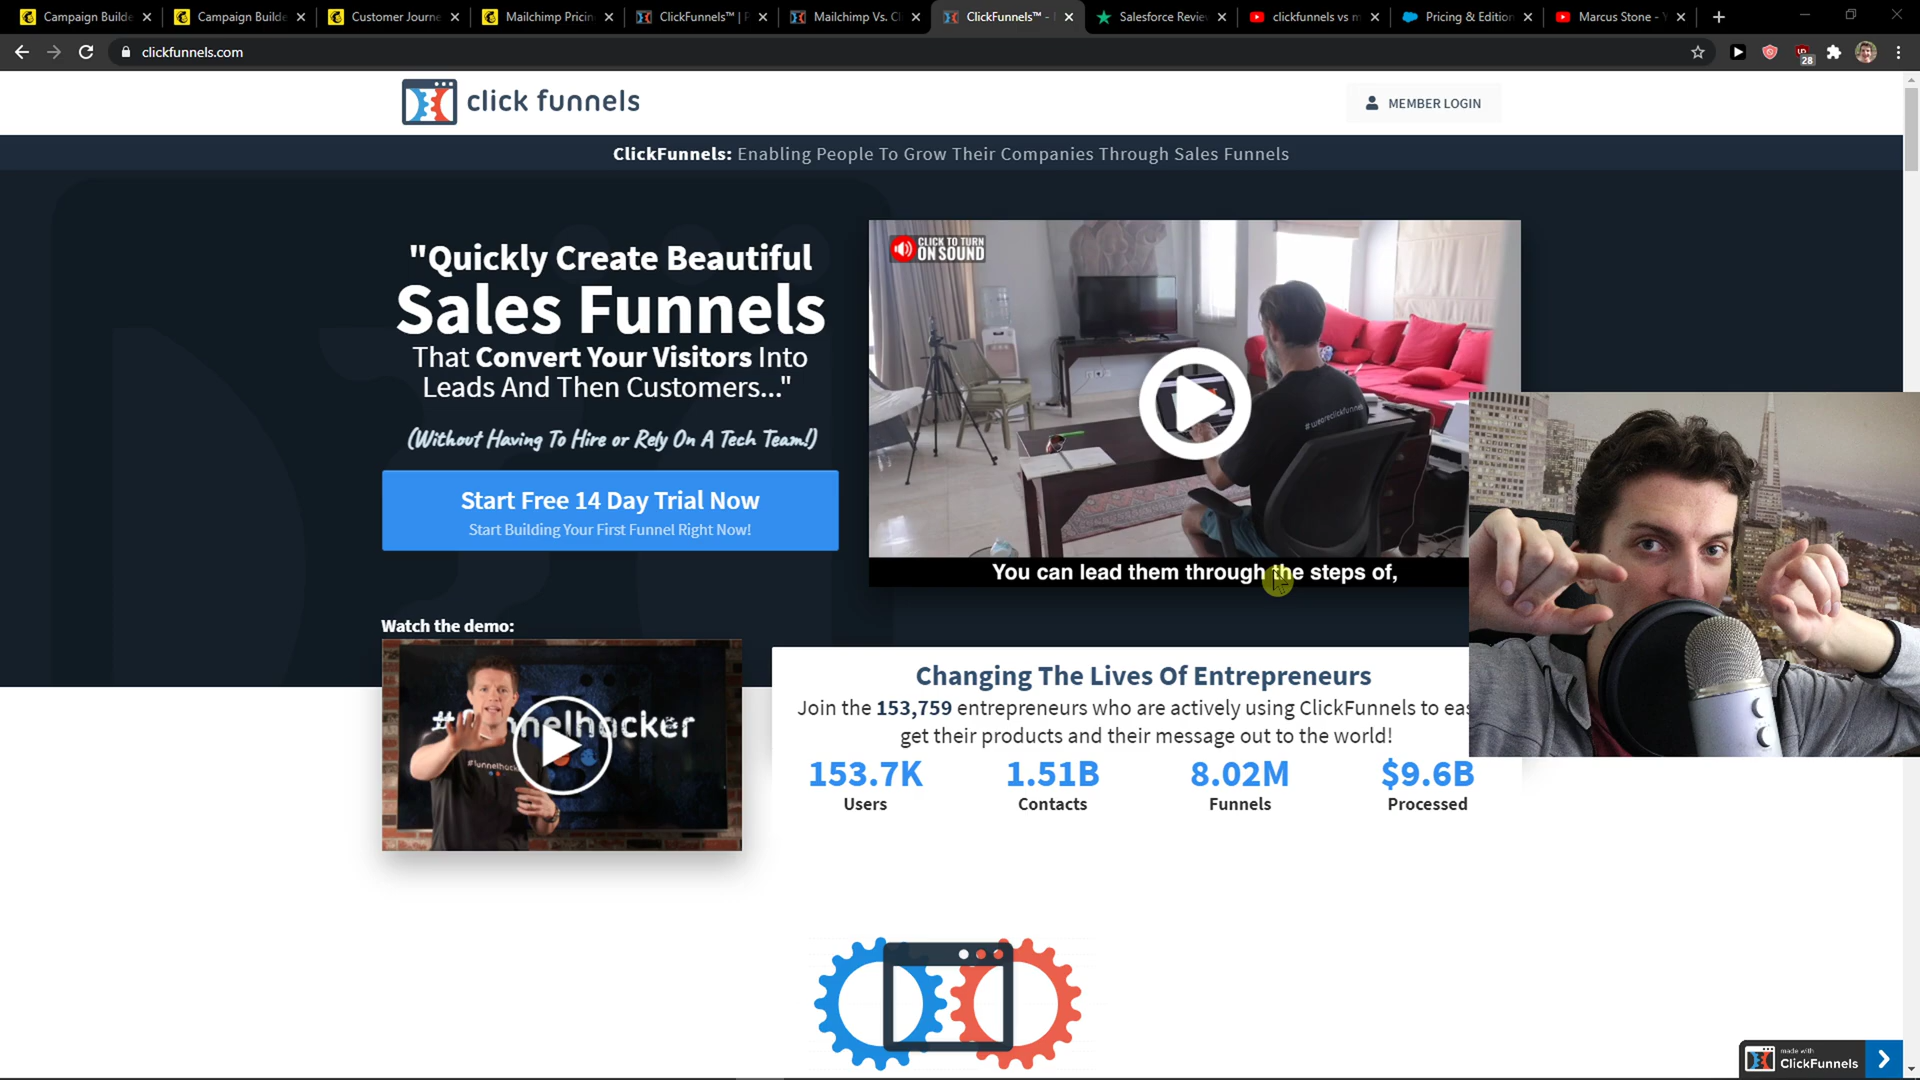 Campaign Builde
Campaign Builde
Customer Journe
Mailchimp Pricin
ClickFunnels™ |
Mailchimp Vs. Cl
ClickFunnels™ -
Salesforce Revie
clickfunnels vs m
Pricing & Edition
Marcus Stone -
clickfunnels.com
28
click funnels
MEMBER LOGIN
ClickFunnels: Enabling People To Grow Their Companies Through Sales Funnels
"Quickly Create Beautiful
Sales Funnels
That Convert Your Visitors Into
Leads And Then Customers..."
(Without Having To Hire or Rely On A Tech Team!)
Start Free 14 Day Trial Now
Start Building Your First Funnel Right Now!
CLICK TO TURN
ON SOUND
#weareclickfunnels
You can lead them through the steps of,
Watch the demo:
#funnelhacker
#funnelhack
Changing The Lives Of Entrepreneurs
Join the 153,759 entrepreneurs who are actively using ClickFunnels to eas
get their products and their message out to the world!
153.7K
Users
1.51B
Contacts
8.02M
Funnels
$9.6B
Processed
made with
ClickFunnels